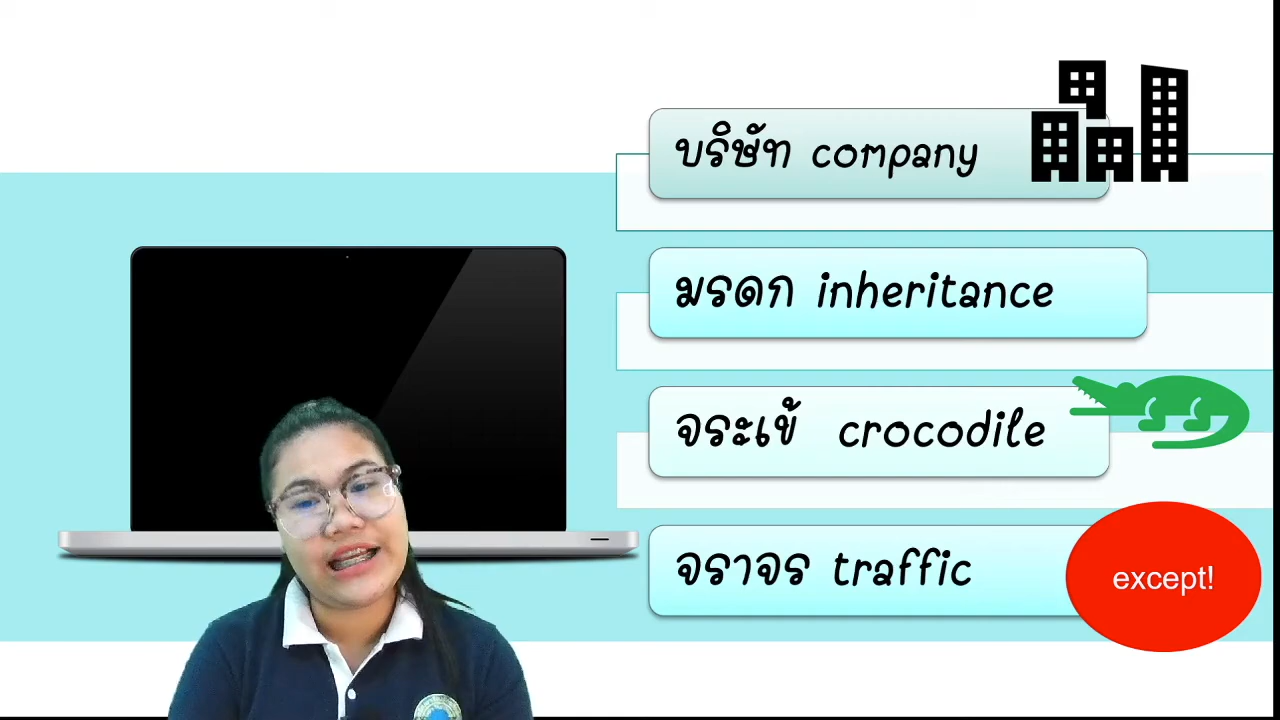 บริษัท company
มรดก inheritance
จระเข้ crocodile
จราจร traffic
except!